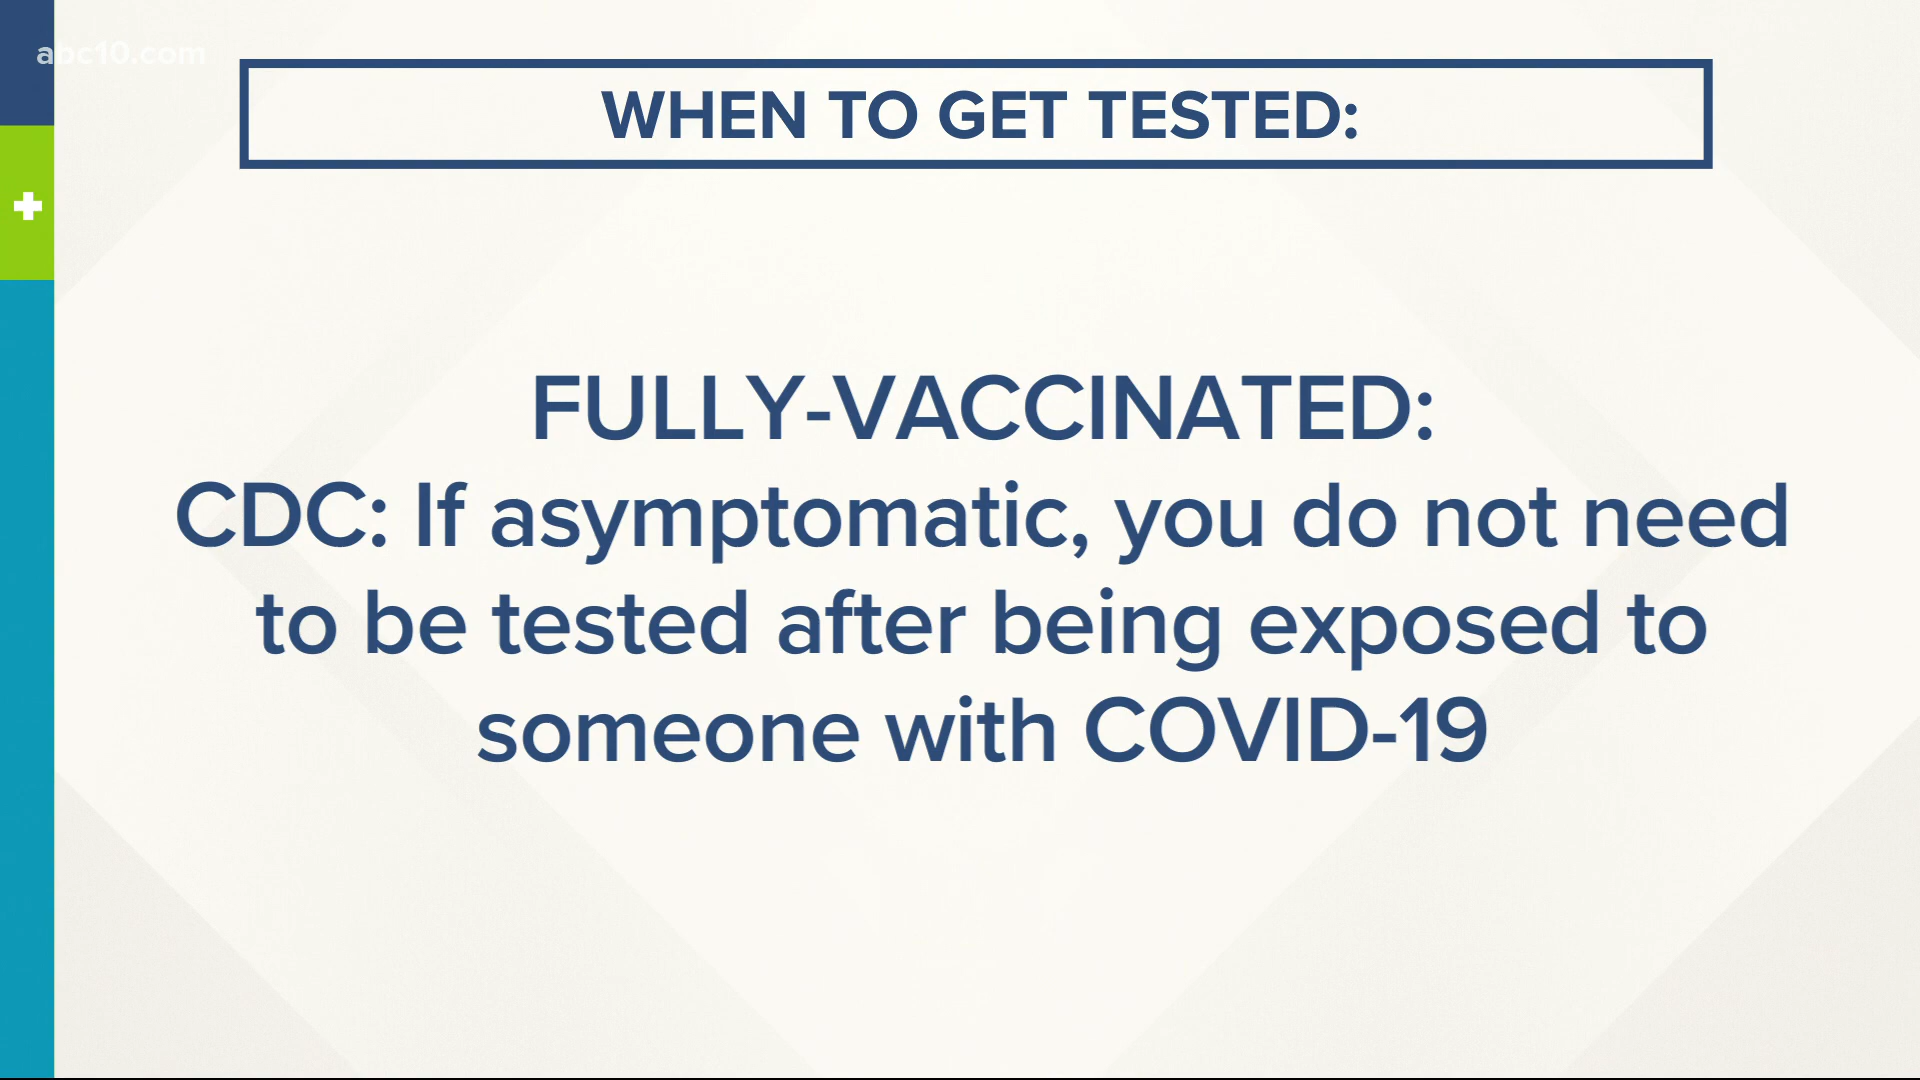 abc10.com
WHEN TO GET TESTED:
FULLY-VACCINATED:
CDC: If asymptomatic, you do not need
to be tested after being exposed to
someone with COVID-19